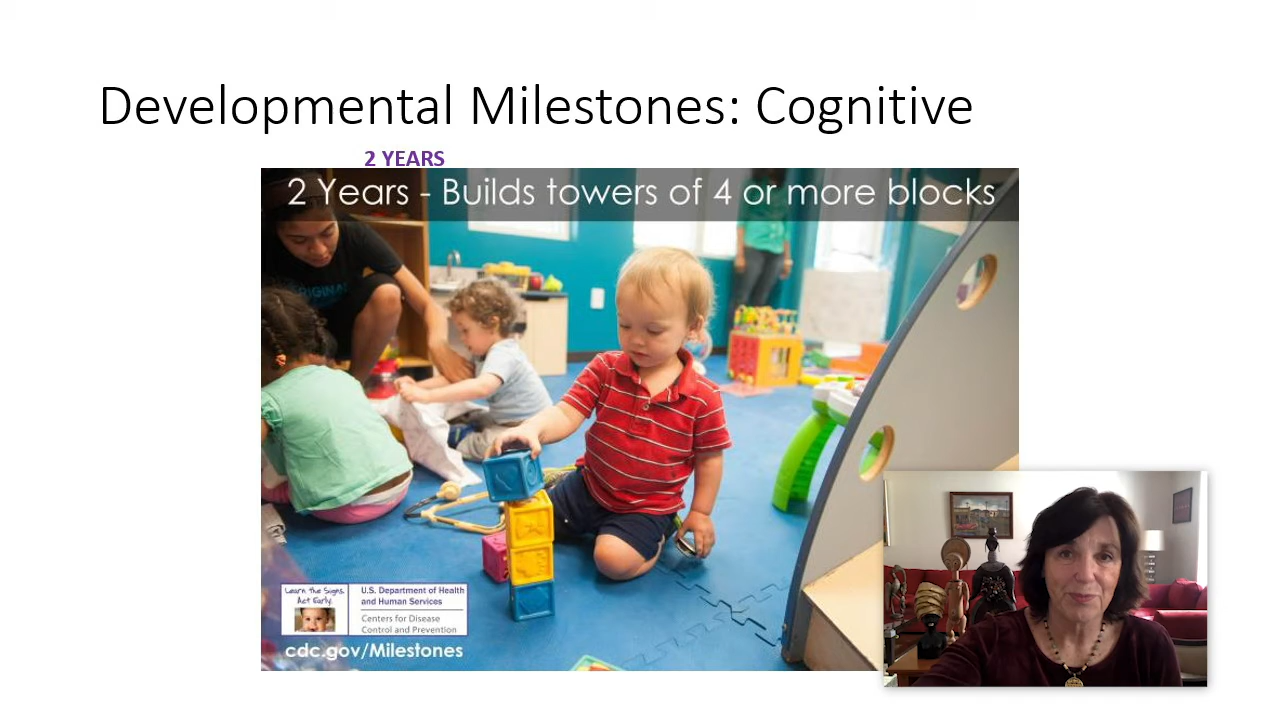 Developmental Milestones: Cognitive
2 YEARS
2 Years - Builds towers of 4 or more blocks
ORIGINAL
Learn the Signs.
Act Early.
U.S. Department of Health
and Human Services
Centers for Disease
Control and Prevention
cdc.gov/Milestones